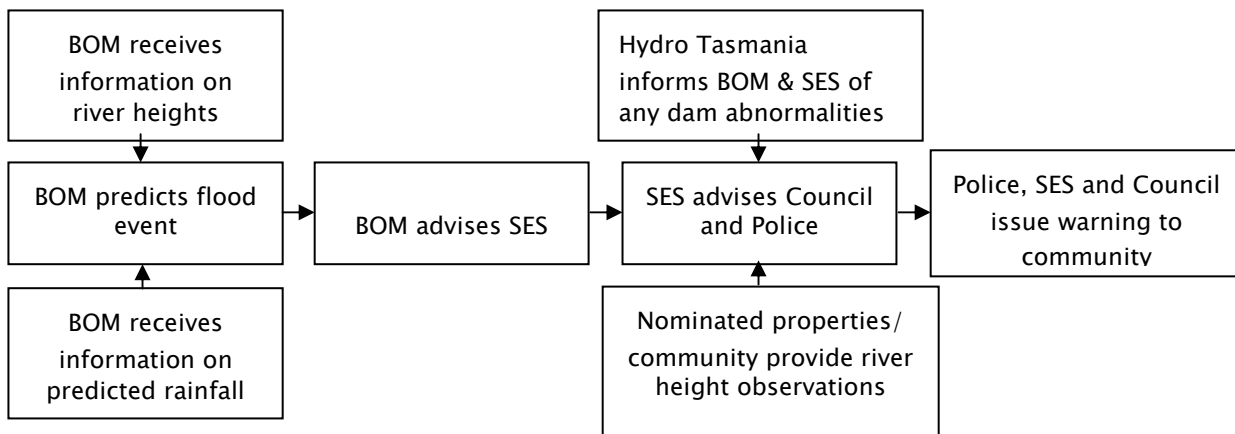 BOM receives
information on
river heights
Hydro Tasmania
informs BOM & SES of
any dam abnormalities
BOM predicts flood
event
BOM advises SES
SES advises Council
and Police
Police, SES and Council
issue warning to
community
BOM receives
information on
predicted rainfall
Nominated properties/
community provide river
height observations